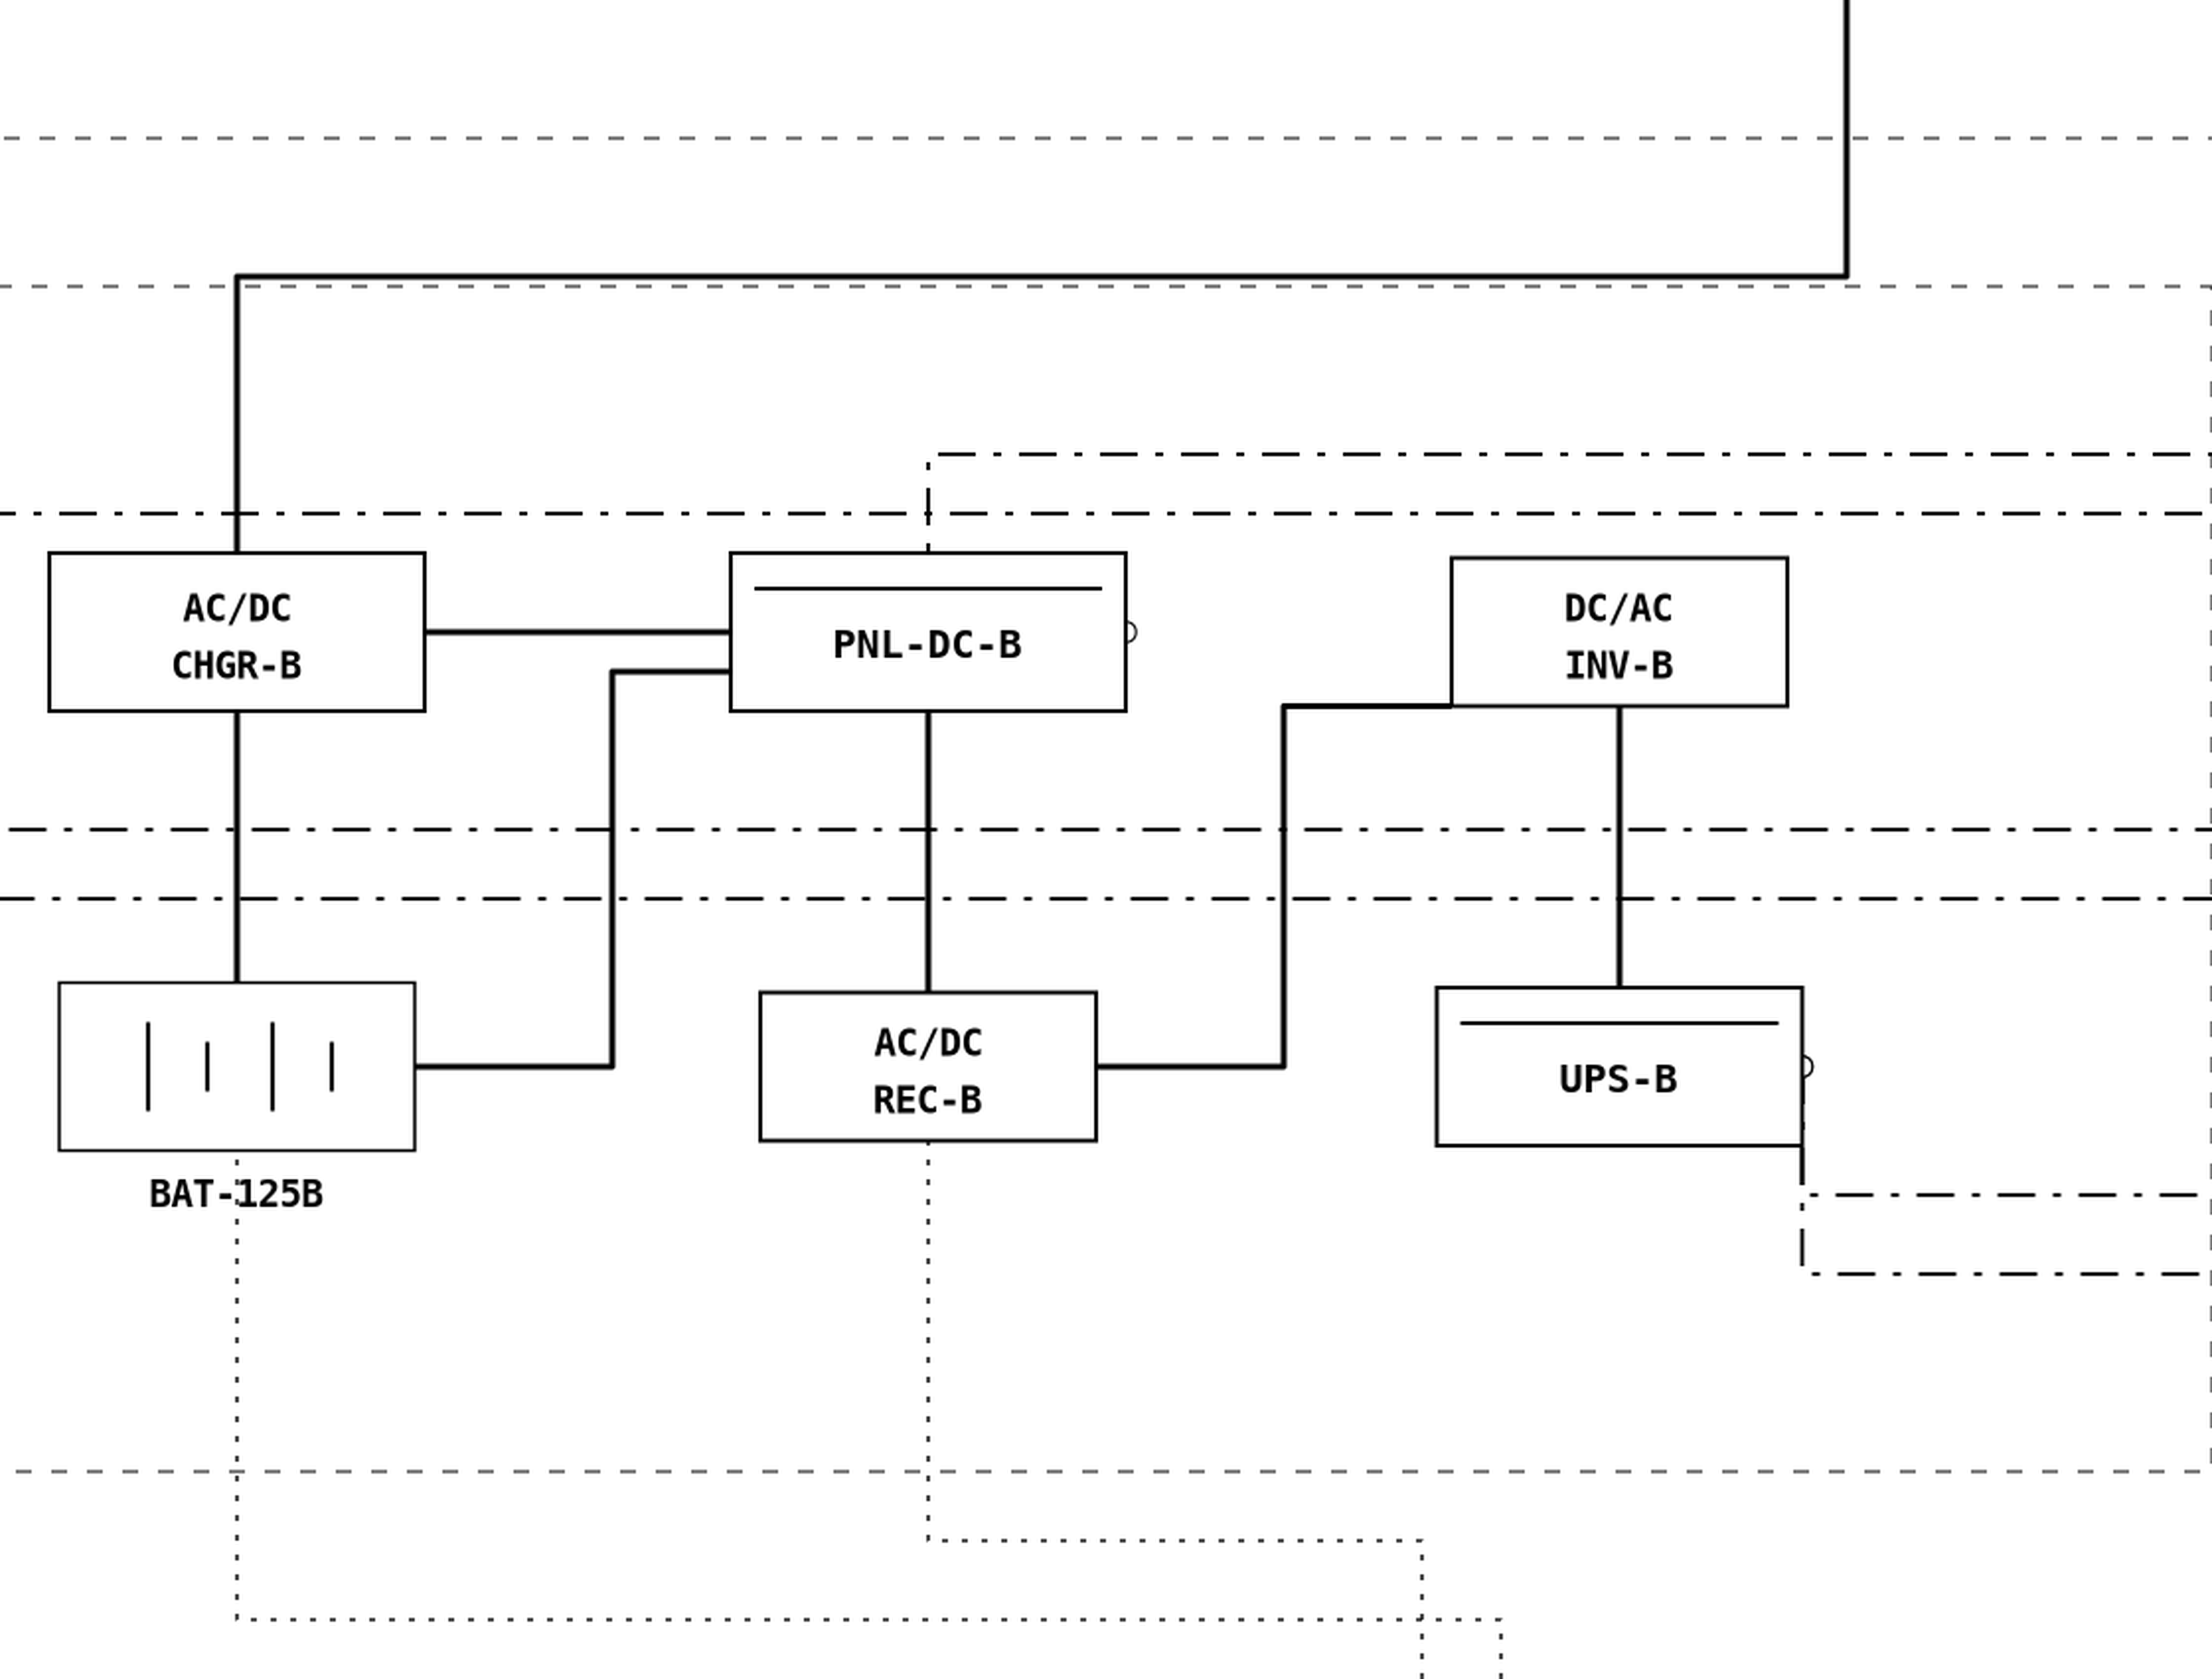 AC/DC
CHGR-B
PNL-DC-B
DC/AC
INV-B
BAT-125B
AC/DC
REC-B
UPS-B